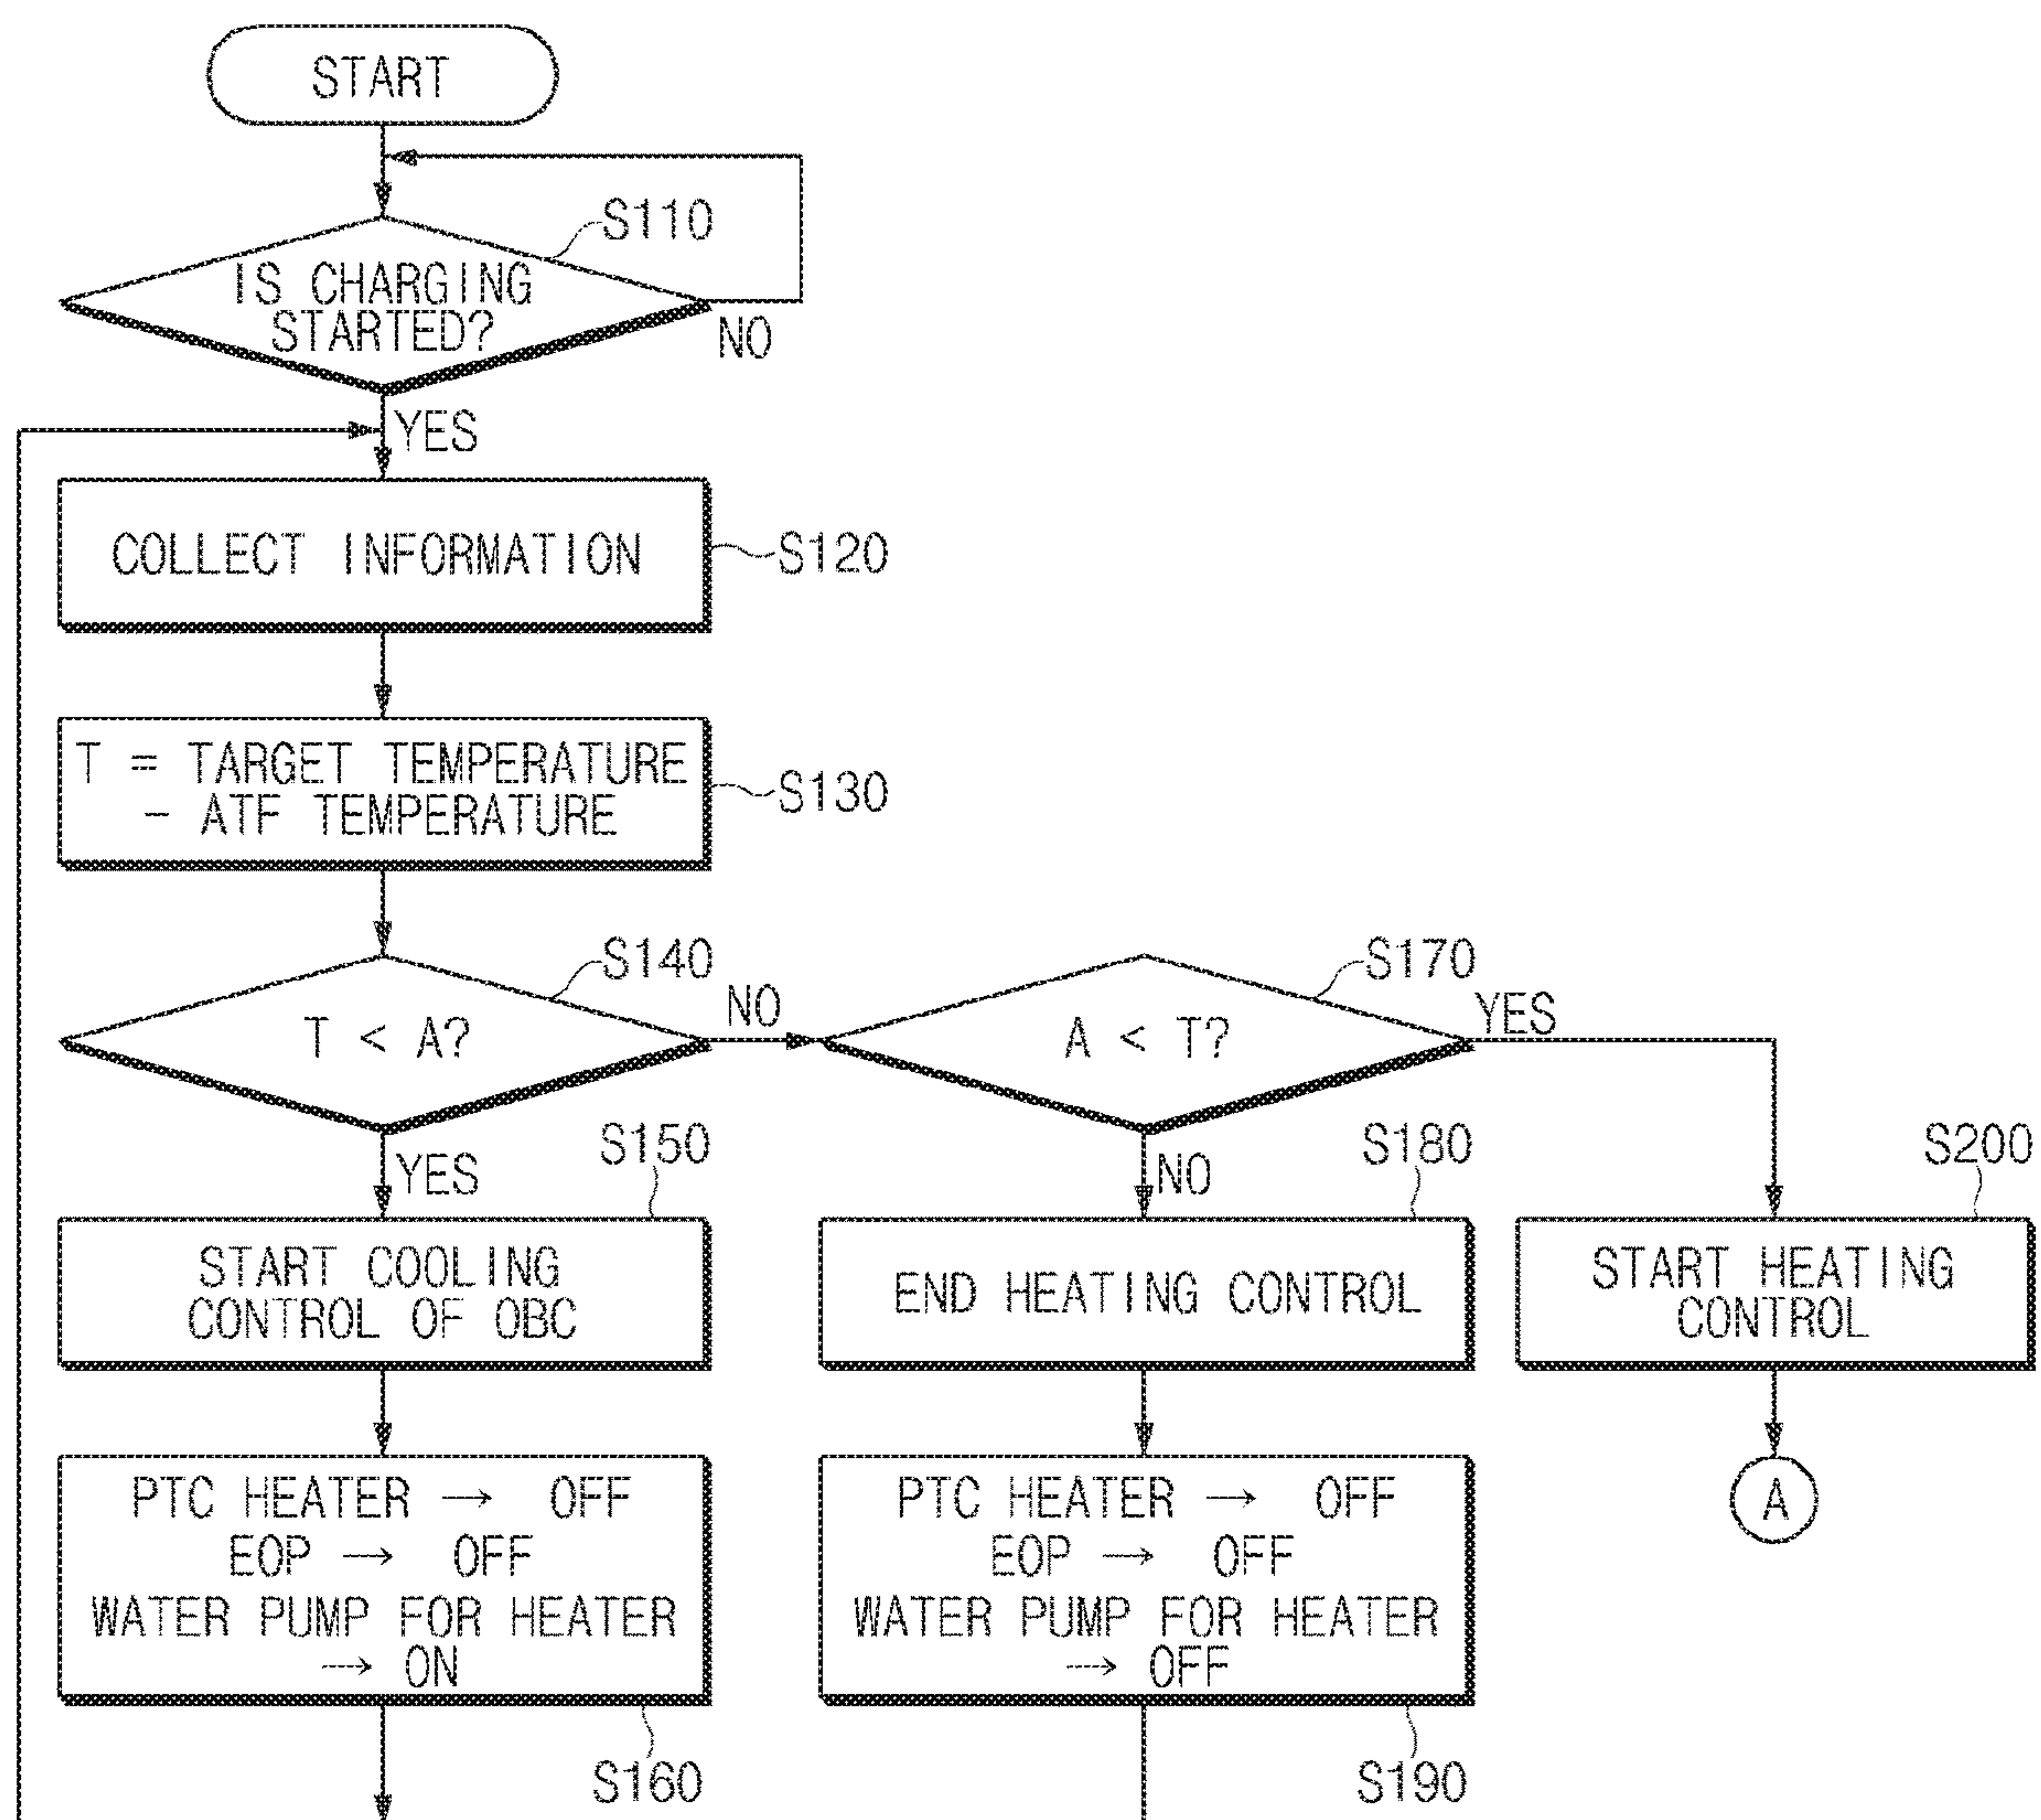 START
S110
IS CHARGING
STARTED?
NO
YES
COLLECT INFORMATION
S120
T = TARGET TEMPERATURE
- ATF TEMPERATURE
S130
S140
T < A?
NO
S170
A < T?
YES
YES
S150
NO
S180
S200
START COOLING
CONTROL OF OBC
END HEATING CONTROL
START HEATING
CONTROL
PTC HEATER → OFF
EOP → OFF
WATER PUMP FOR HEATER
→ ON
PTC HEATER → OFF
EOP → OFF
WATER PUMP FOR HEATER
→ OFF
A
S160
S190